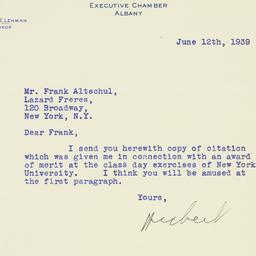 EXECUTIVE CHAMBER
ALBANY
LEHMAN
June 12th, 1939
Mr. Frank Altschul,
Lazard Freres,
120 Broadway,
New York, N.Y.
Dear Frank,
I send you herewith copy of citation
which was given me in connection with an award
of merit at the class day exercises of New York
University. I think you will be amused at
the first paragraph.
Yours,
Herbert